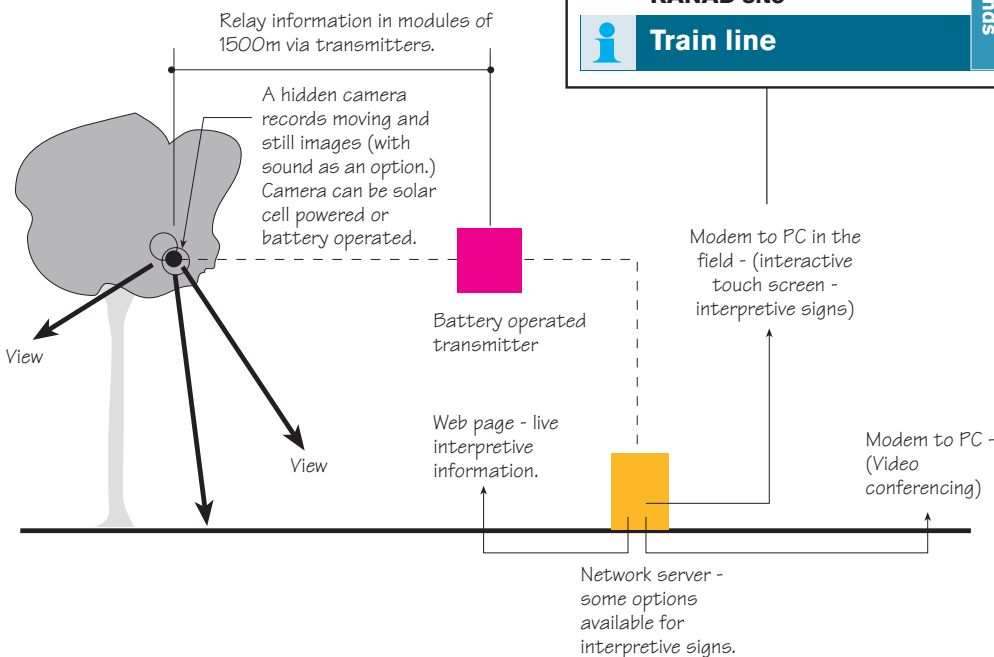 Relay information in modules of
1500m via transmitters.
RANAD site
nds
i Train line
A hidden camera
records moving and
still images (with
sound as an option.)
Camera can be solar
cell powered or
battery operated.
Modem to PC in the
field - (interactive
touch screen -
interpretive signs)
Battery operated
transmitter
View
View
Web page - live
interpretive
information.
Modem to PC -
(Video
conferencing)
Network server -
some options
available for
interpretive signs.